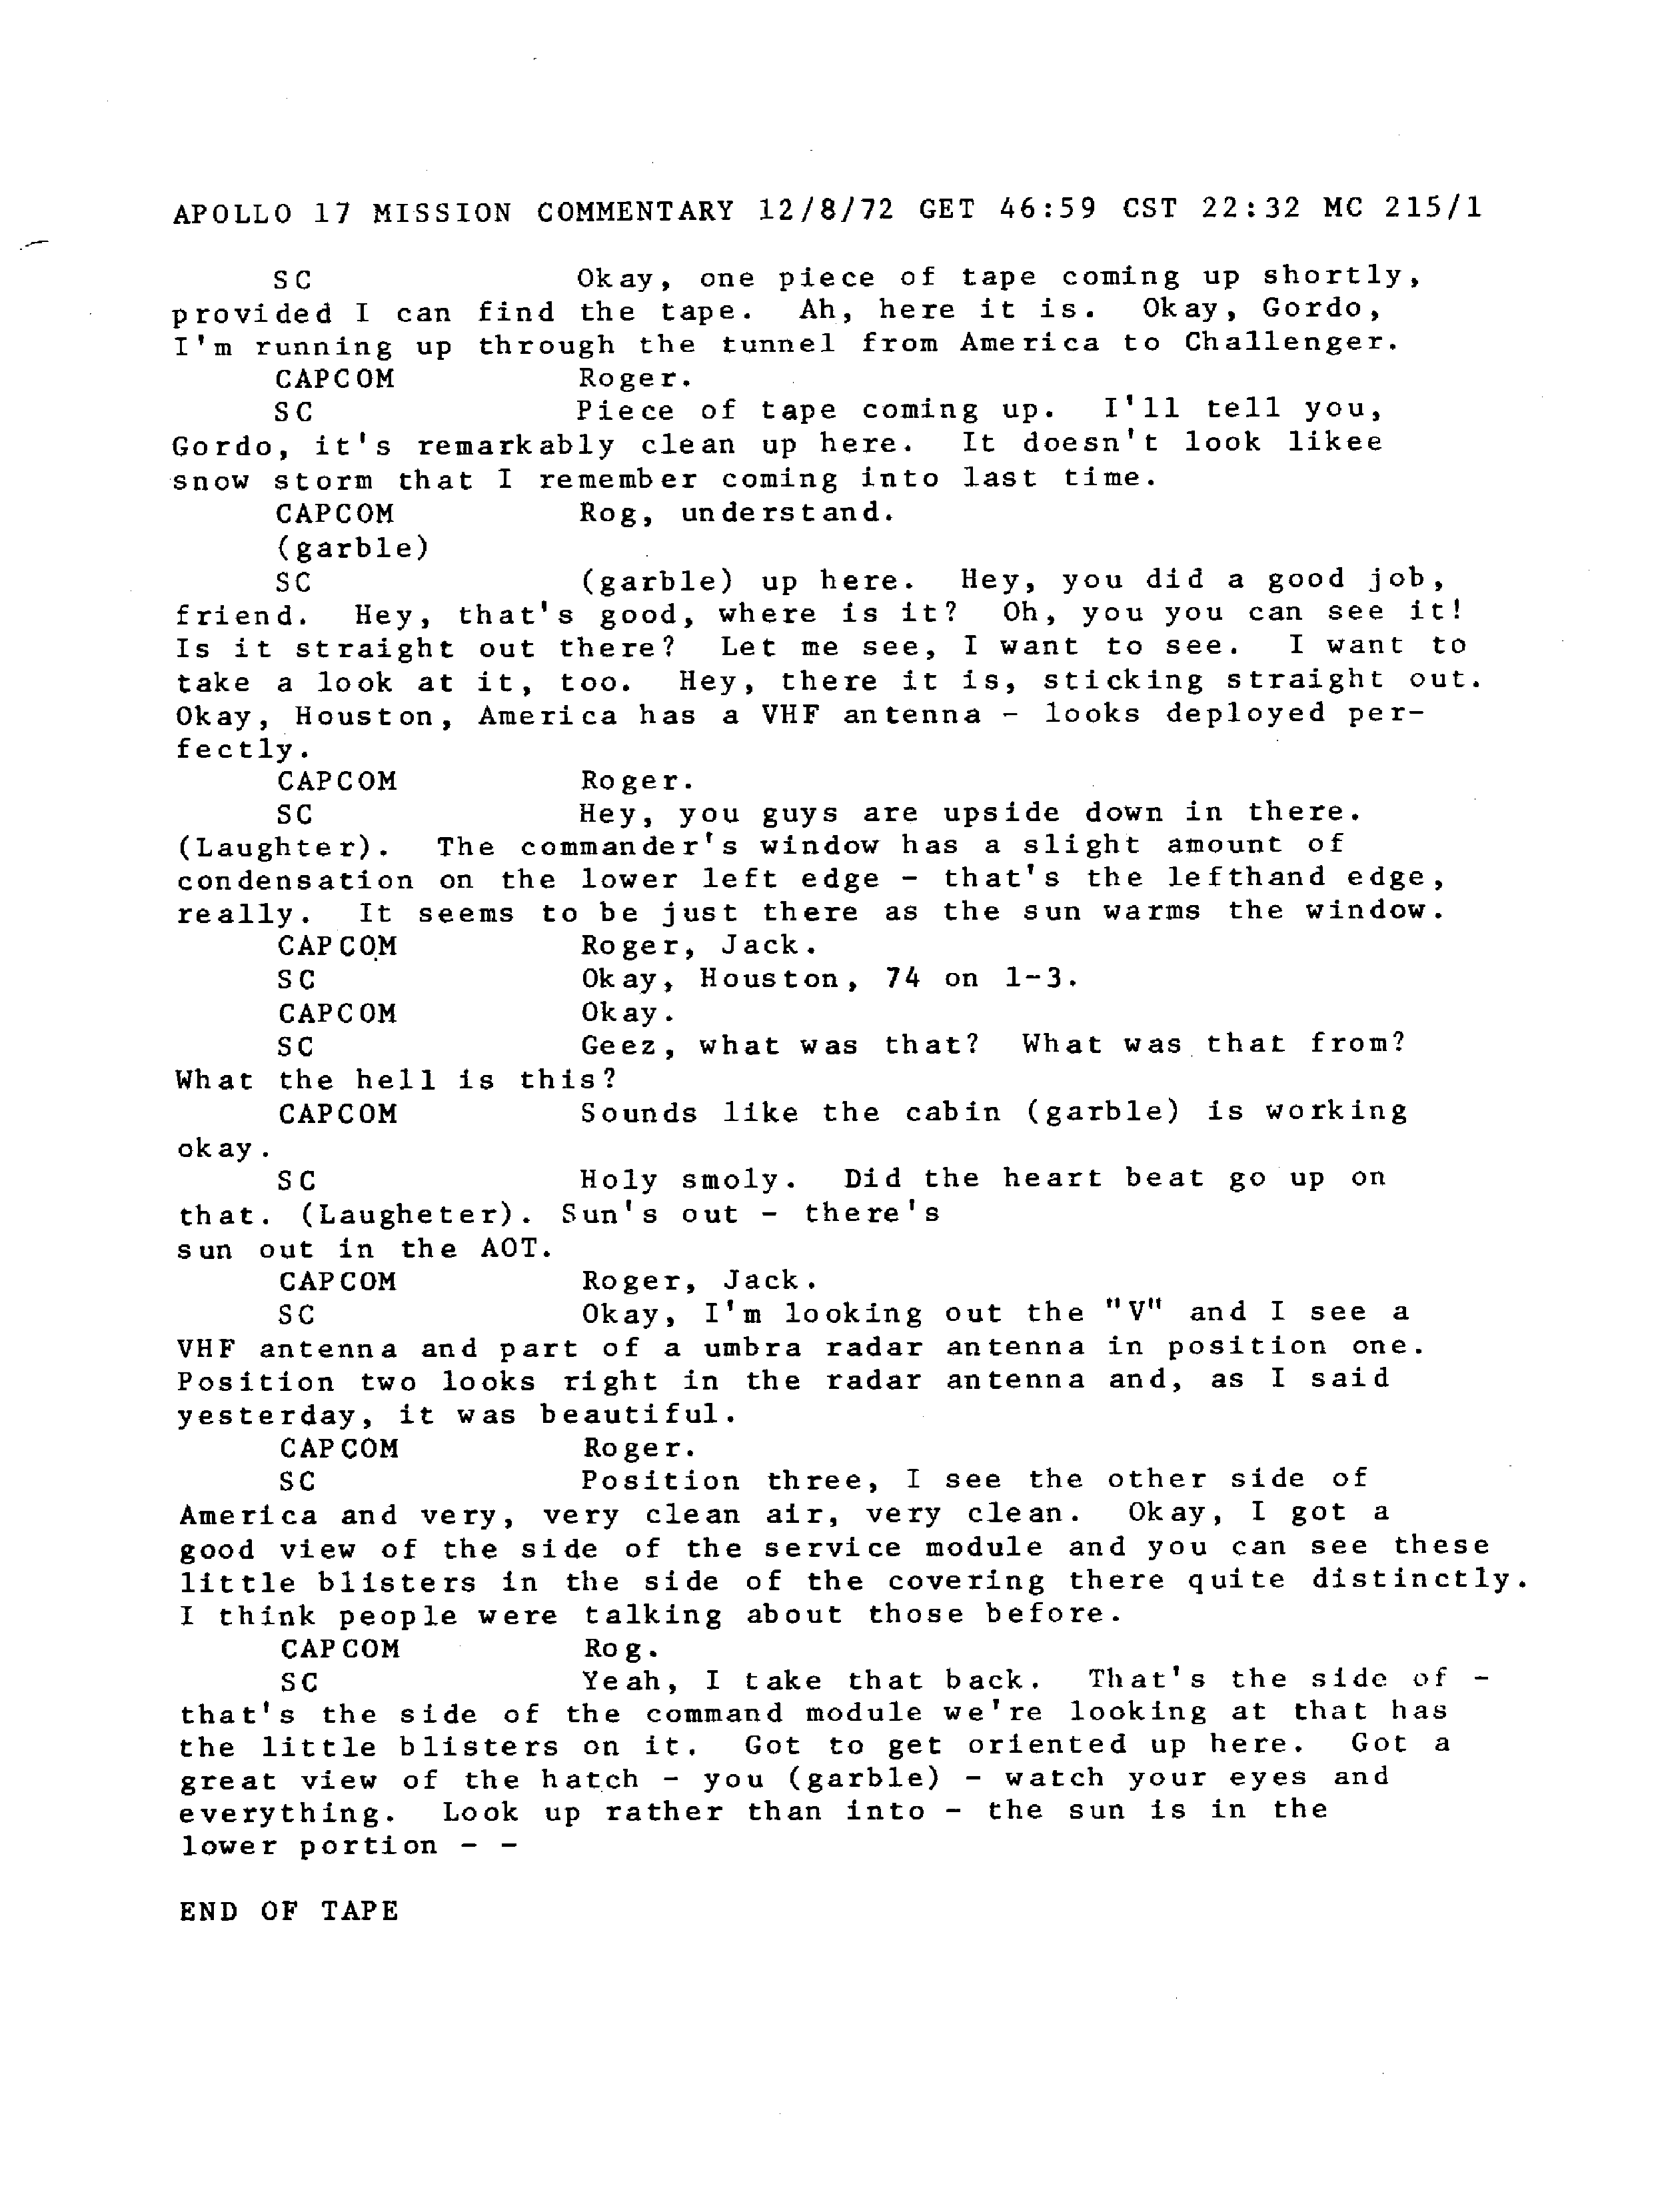 APOLLO 17 MISSION COMMENTARY 12/8/72 GET 46:59 CST 22:32 MC 215/1
SC Okay, one piece of tape coming up shortly,
provided I can find the tape. Ah, here it is. Okay, Gordo,
I'm running up through the tunnel from America to Challenger.
CAPCOM Roger.
SC Piece of tape coming up. I'll tell you,
Gordo, it's remarkably clean up here. It doesn't look likee
snow storm that I remember coming into last time.
CAPCOM Rog, understand.
(garble)
SC (garble) up here. Hey, you did a good job,
friend. Hey, that's good, where is it? Oh, you you can see it!
Is it straight out there? Let me see, I want to see. I want to
take a look at it, too. Hey, there it is, sticking straight out.
Okay, Houston, America has a VHF antenna - looks deployed per-
fectly.
CAPCOM Roger.
SC Hey, you guys are upside down in there.
(Laughter). The commander's window has a slight amount of
condensation on the lower left edge - that's the lefthand edge,
really. It seems to be just there as the sun warms the window.
CAPCOM Roger, Jack.
SC Okay, Houston, 74 on 1-3.
CAPCOM Okay.
SC Geez, what was that? What was that from?
What the hell is this?
CAPCOM Sounds like the cabin (garble) is working
okay.
SC Holy smoly. Did the heart beat go up on
that. (Laugheter). Sun's out - there's
sun out in the AOT.
CAPCOM Roger, Jack.
SC Okay, I'm looking out the "V" and I see a
VHF antenna and part of a umbra radar antenna in position one.
Position two looks right in the radar antenna and, as I said
yesterday, it was beautiful.
CAPCOM Roger.
SC Position three, I see the other side of
America and very, very clean air, very clean. Okay, I got a
good view of the side of the service module and you can see these
little blisters in the side of the covering there quite distinctly.
I think people were talking about those before.
CAPCOM Rog.
SC Yeah, I take that back. That's the side of -
that's the side of the command module we're looking at that has
the little blisters on it. Got to get oriented up here. Got a
great view of the hatch - you (garble) - watch your eyes and
everything. Look up rather than into - the sun is in the
lower portion - -
END OF TAPE